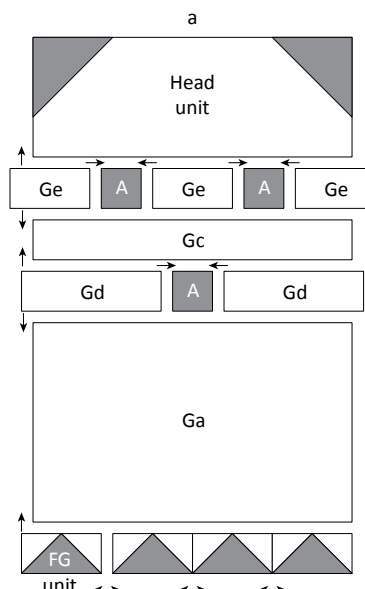 a
Head
unit
Ge A Ge A Ge
Gc
Gd A Gd
Ga
FG
unit